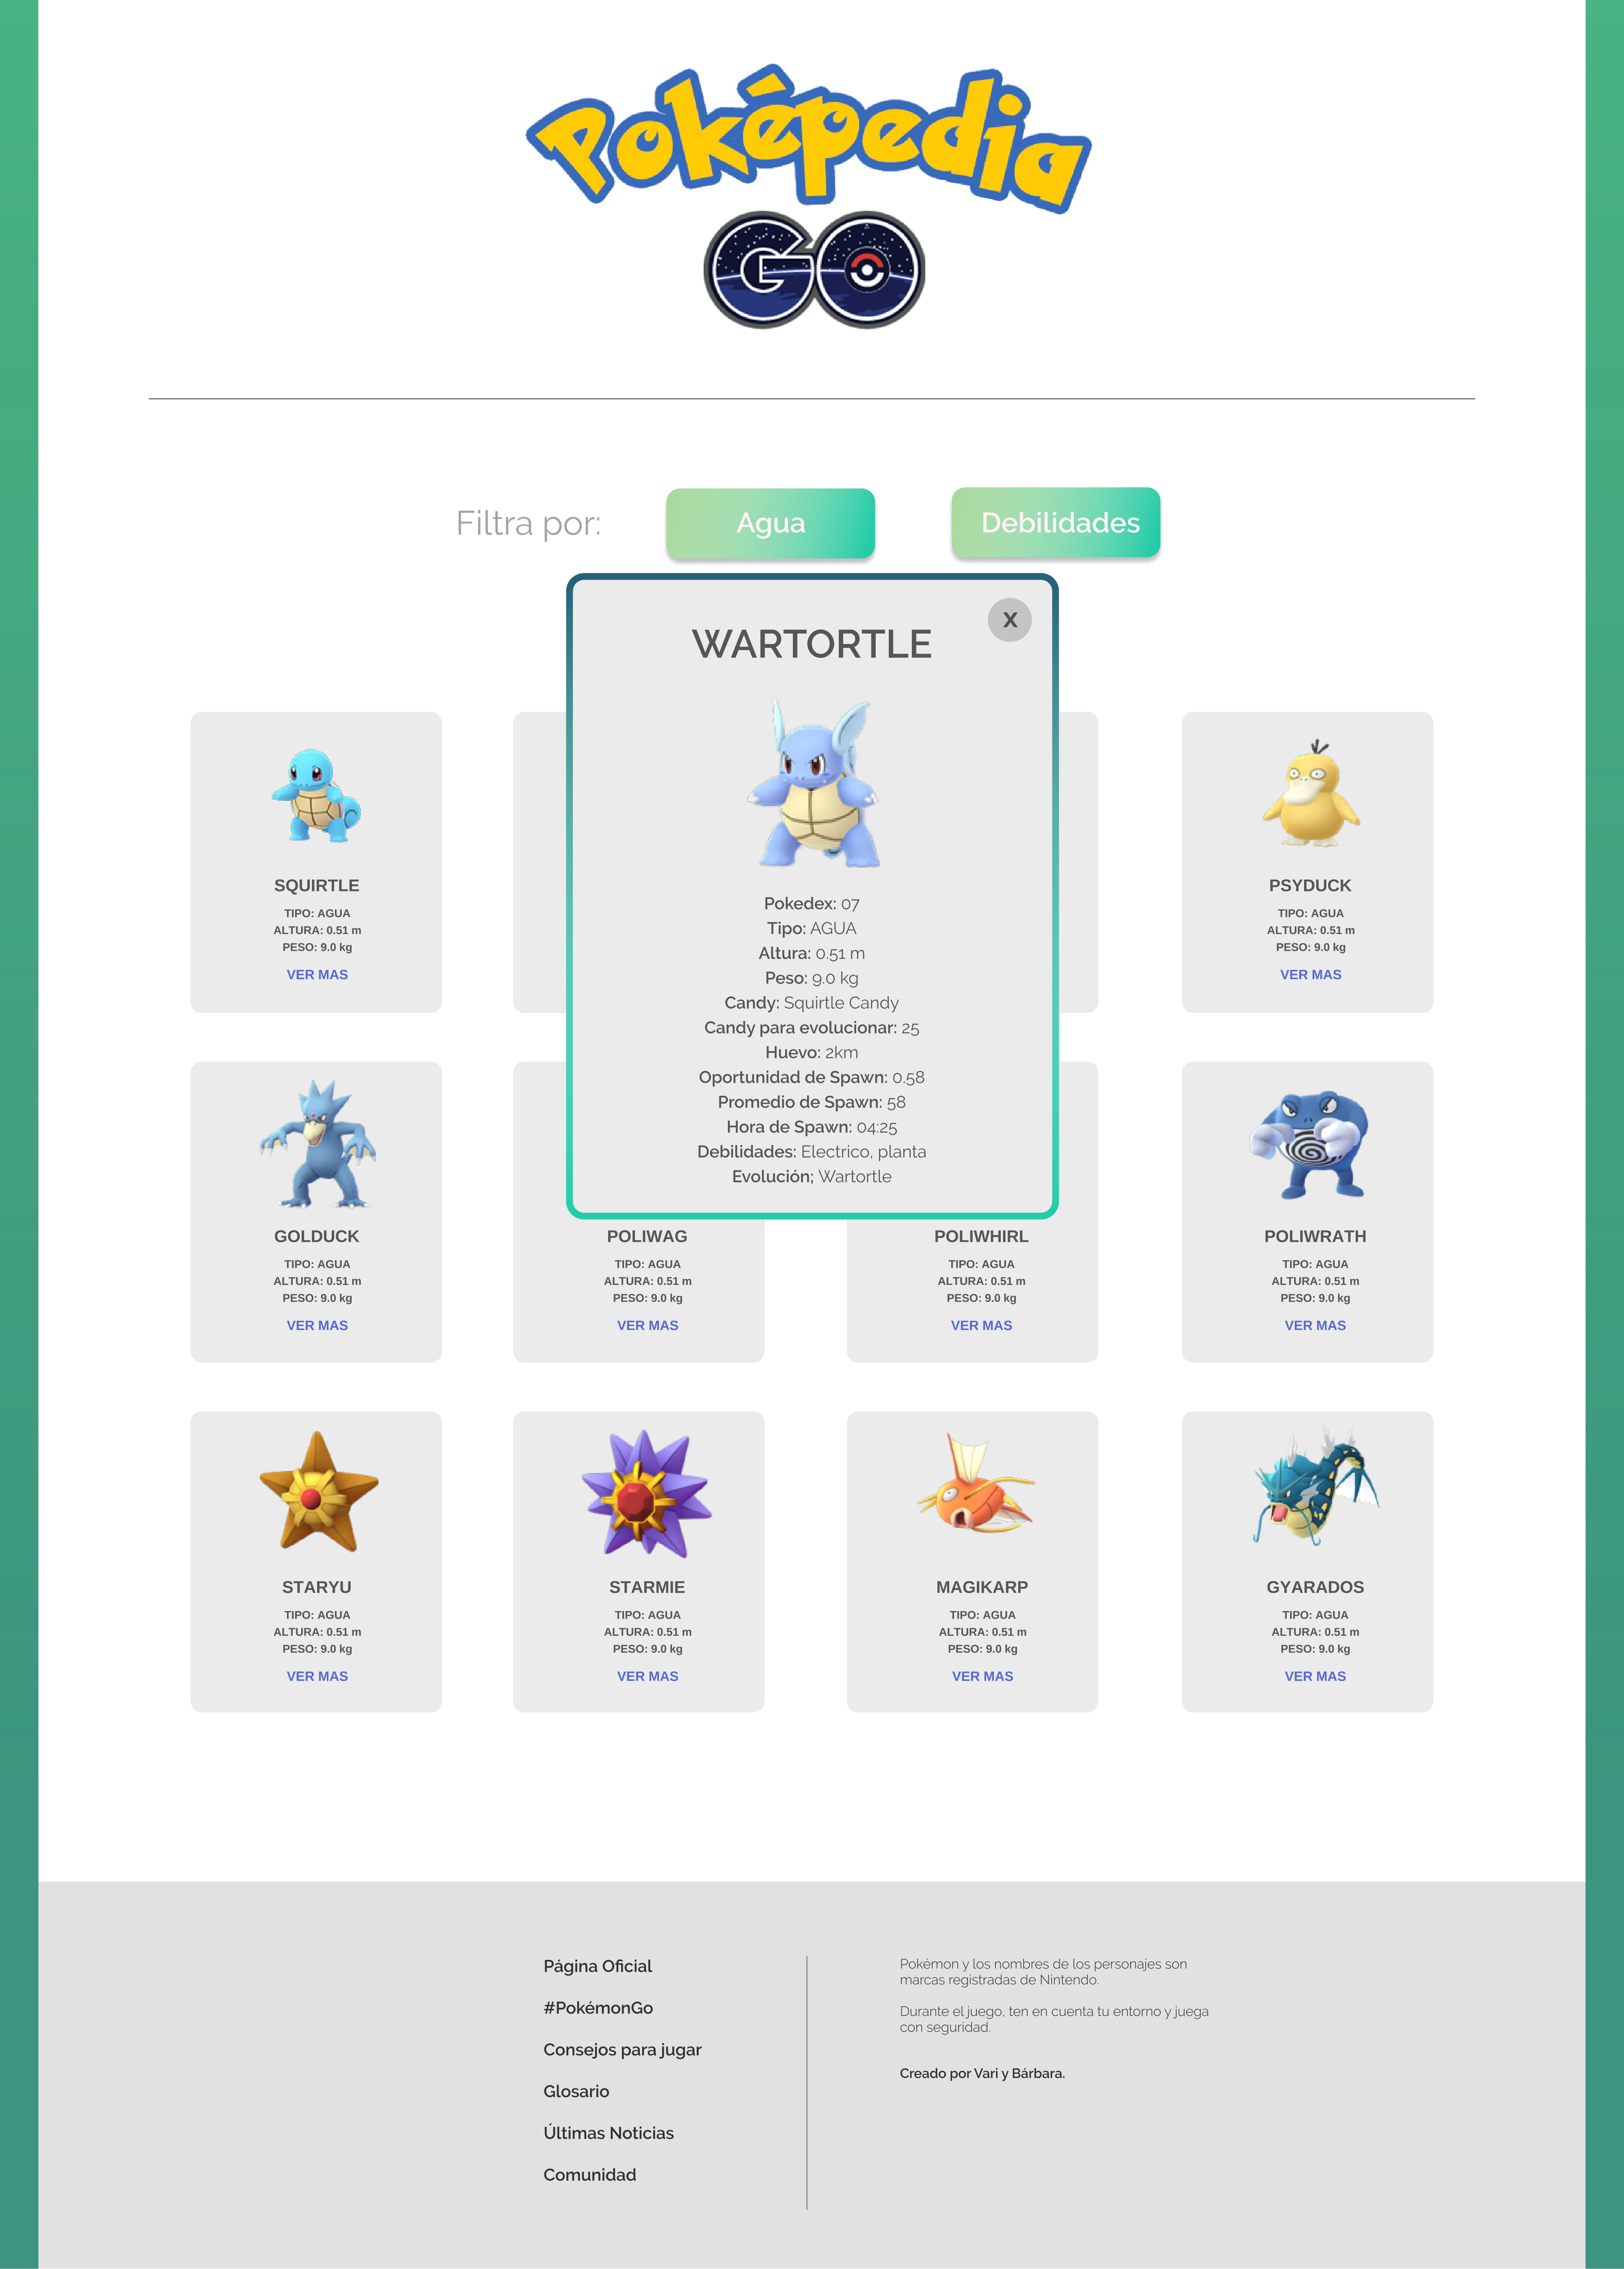 Poképedia
GO
Filtra por:
Agua
Debilidades
X
WARTORTLE
Pokedex: 07
Tipo: AGUA
Altura: 0.51 m
Peso: 9.0 kg
Candy: Squirtle Candy
Candy para evolucionar: 25
Huevo: 2km
Oportunidad de Spawn: 0.58
Promedio de Spawn: 58
Hora de Spawn: 04:25
Debilidades: Electrico, planta
Evolución; Wartortle
SQUIRTLE
TIPO: AGUA
ALTURA: 0.51 m
PESO: 9.0 kg
VER MAS
PSYDUCK
TIPO: AGUA
ALTURA: 0.51 m
PESO: 9.0 kg
VER MAS
GOLDUCK
TIPO: AGUA
ALTURA: 0.51 m
PESO: 9.0 kg
VER MAS
POLIWAG
TIPO: AGUA
ALTURA: 0.51 m
PESO: 9.0 kg
VER MAS
POLIWHIRL
TIPO: AGUA
ALTURA: 0.51 m
PESO: 9.0 kg
VER MAS
POLIWRATH
TIPO: AGUA
ALTURA: 0.51 m
PESO: 9.0 kg
VER MAS
STARYU
TIPO: AGUA
ALTURA: 0.51 m
PESO: 9.0 kg
VER MAS
STARMIE
TIPO: AGUA
ALTURA: 0.51 m
PESO: 9.0 kg
VER MAS
MAGIKARP
TIPO: AGUA
ALTURA: 0.51 m
PESO: 9.0 kg
VER MAS
GYARADOS
TIPO: AGUA
ALTURA: 0.51 m
PESO: 9.0 kg
VER MAS
Página Oficial
#PokémonGo
Consejos para jugar
Glosario
Últimas Noticias
Comunidad
Pokémon y los nombres de los personajes son
marcas registradas de Nintendo.
Durante el juego, ten en cuenta tu entorno y juega
con seguridad.
Creado por Vari y Bárbara.